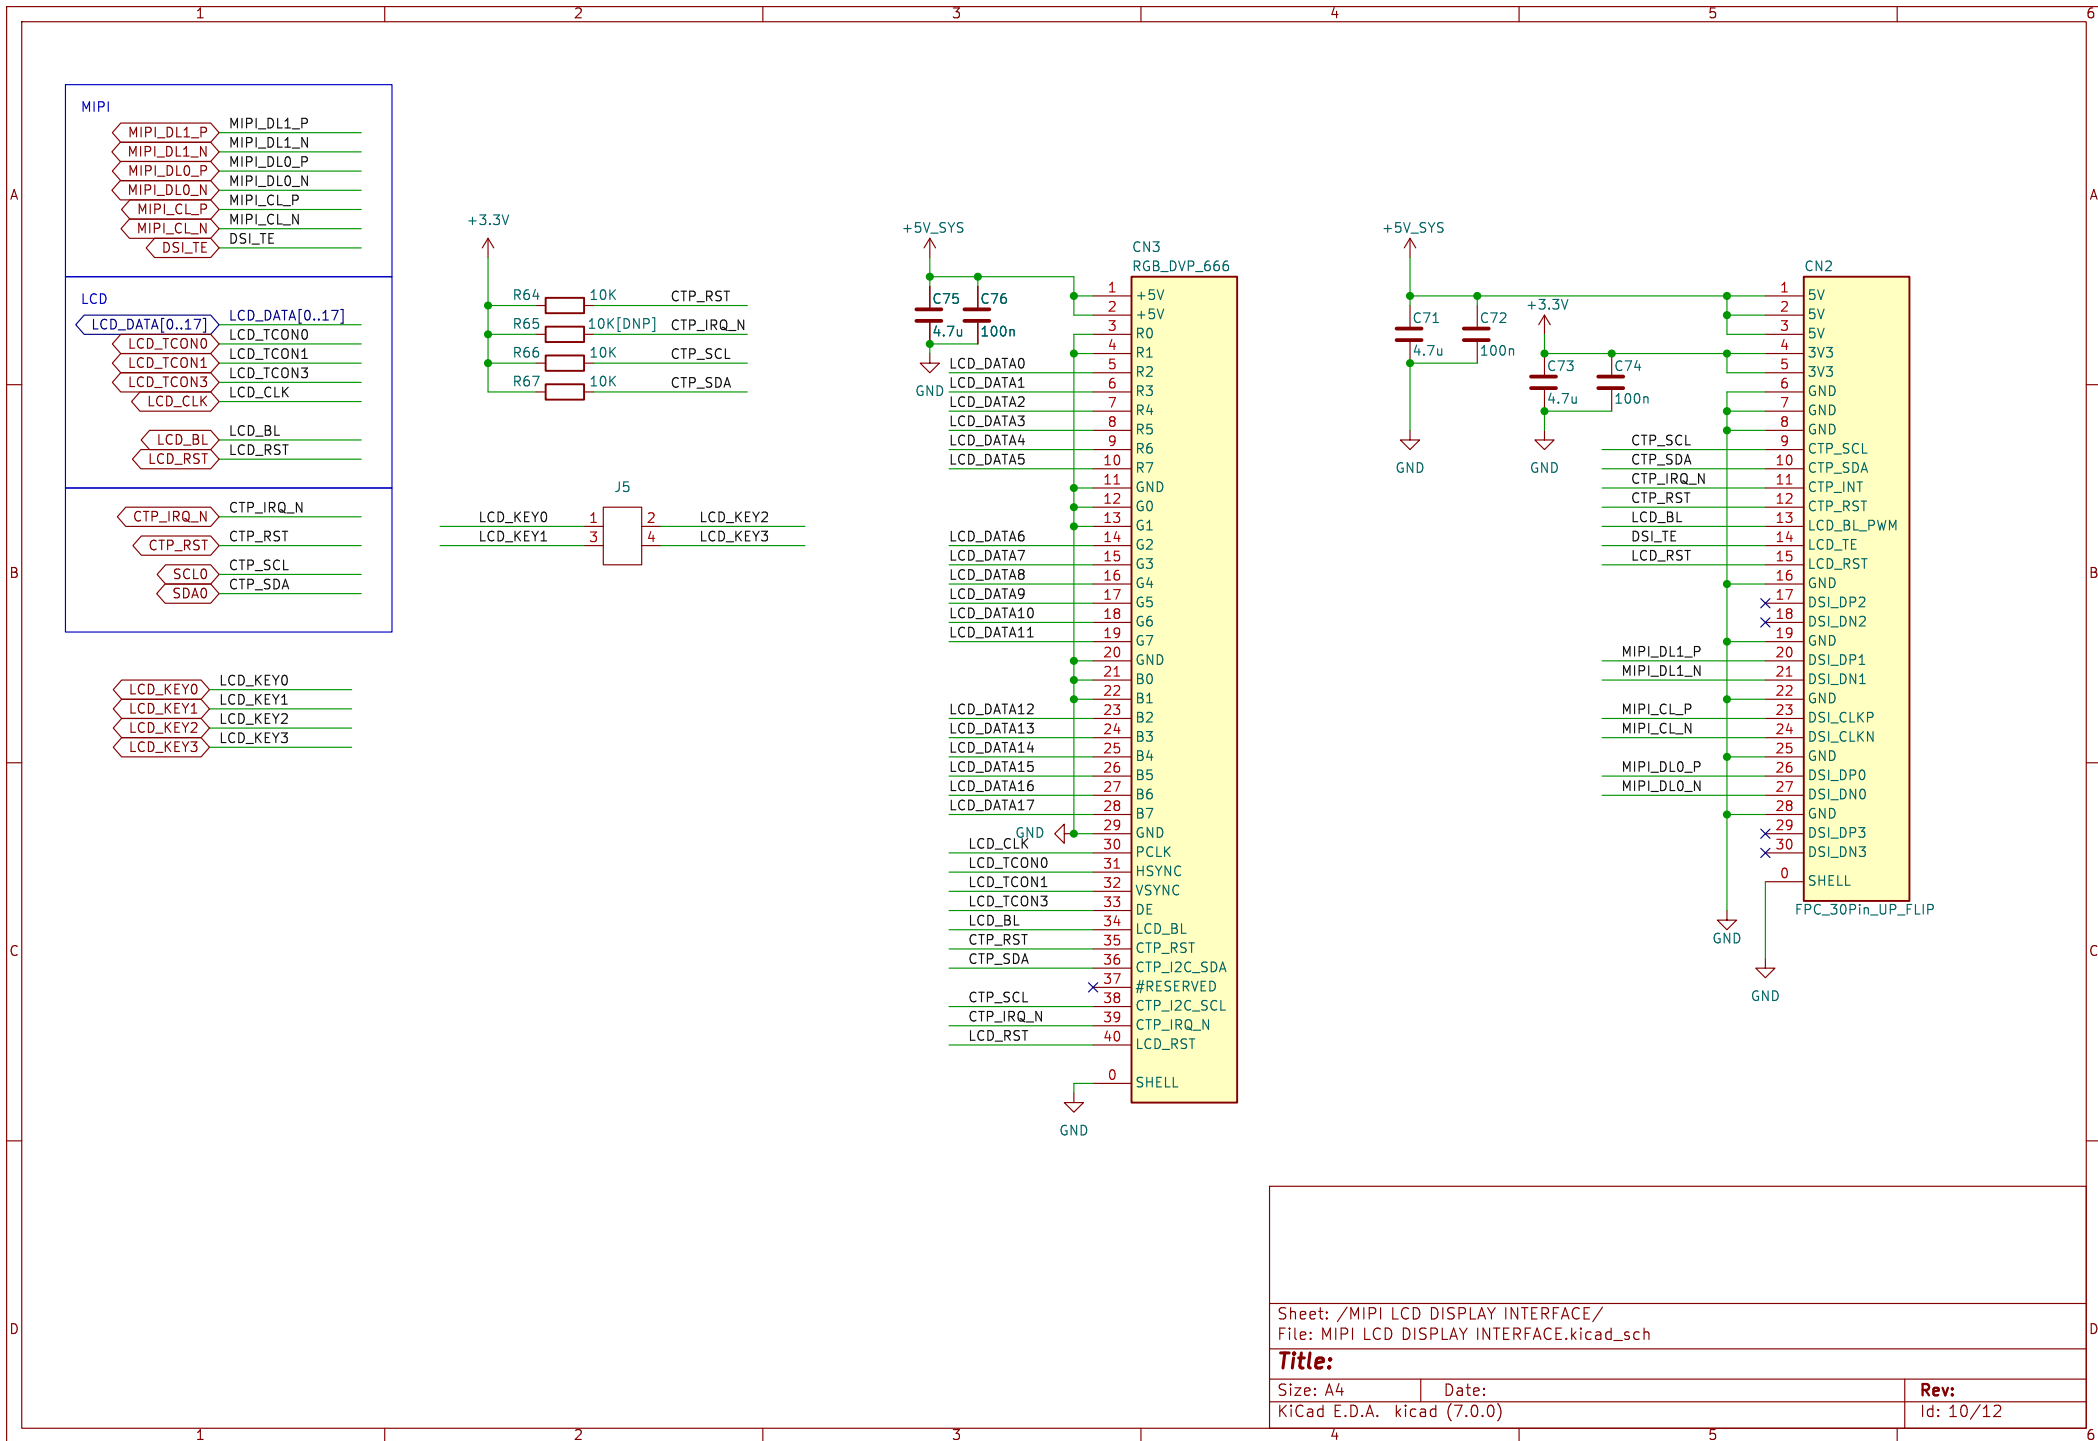 1 2 3 4 5 6
A
B
C
D
MIPI
MIPI_DL1_P MIPI_DL1_P
MIPI_DL1_N MIPI_DL1_N
MIPI_DL0_P MIPI_DL0_P
MIPI_DL0_N MIPI_DL0_N
MIPI_CL_P MIPI_CL_P
MIPI_CL_N MIPI_CL_N
DSI_TE DSI_TE
LCD
LCD_DATA[0..17] LCD_DATA[0..17]
LCD_TCON0 LCD_TCON0
LCD_TCON1 LCD_TCON1
LCD_TCON3 LCD_TCON3
LCD_CLK LCD_CLK
LCD_BL LCD_BL
LCD_RST LCD_RST
CTP_IRQ_N CTP_IRQ_N
CTP_RST CTP_RST
SCL0 CTP_SCL
SDA0 CTP_SDA
LCD_KEY0 LCD_KEY0
LCD_KEY1 LCD_KEY1
LCD_KEY2 LCD_KEY2
LCD_KEY3 LCD_KEY3
+3.3V
R64 10K CTP_RST
R65 10K[DNP] CTP_IRQ_N
R66 10K CTP_SCL
R67 10K CTP_SDA
J5
LCD_KEY0 1 2 LCD_KEY2
LCD_KEY1 3 4 LCD_KEY3
+5V_SYS
C75 C76
4.7u 100n
GND
CN3
RGB_DVP_666
1 +5V
2 +5V
3 R0
4 R1
LCD_DATA0 5 R2
LCD_DATA1 6 R3
LCD_DATA2 7 R4
LCD_DATA3 8 R5
LCD_DATA4 9 R6
LCD_DATA5 10 R7
11 GND
12 G0
13 G1
LCD_DATA6 14 G2
LCD_DATA7 15 G3
LCD_DATA8 16 G4
LCD_DATA9 17 G5
LCD_DATA10 18 G6
LCD_DATA11 19 G7
20 GND
21 B0
22 B1
LCD_DATA12 23 B2
LCD_DATA13 24 B3
LCD_DATA14 25 B4
LCD_DATA15 26 B5
LCD_DATA16 27 B6
LCD_DATA17 28 B7
GND 29 GND
LCD_CLK 30 PCLK
LCD_TCON0 31 HSYNC
LCD_TCON1 32 VSYNC
LCD_TCON3 33 DE
LCD_BL 34 LCD_BL
CTP_RST 35 CTP_RST
CTP_SDA 36 CTP_I2C_SDA
37 #RESERVED
CTP_SCL 38 CTP_I2C_SCL
CTP_IRQ_N 39 CTP_IRQ_N
LCD_RST 40 LCD_RST
0 SHELL
GND
+5V_SYS
C71 C72
4.7u 100n
GND
+3.3V
C73 C74
4.7u 100n
GND
CN2
1 5V
2 5V
3 5V
4 3V3
5 3V3
6 GND
7 GND
8 GND
CTP_SCL 9 CTP_SCL
CTP_SDA 10 CTP_SDA
CTP_IRQ_N 11 CTP_INT
CTP_RST 12 CTP_RST
LCD_BL 13 LCD_BL_PWM
DSI_TE 14 LCD_TE
LCD_RST 15 LCD_RST
16 GND
17 DSI_DP2
18 DSI_DN2
19 GND
MIPI_DL1_P 20 DSI_DP1
MIPI_DL1_N 21 DSI_DN1
22 GND
MIPI_CL_P 23 DSI_CLKP
MIPI_CL_N 24 DSI_CLKN
25 GND
MIPI_DL0_P 26 DSI_DP0
MIPI_DL0_N 27 DSI_DN0
28 GND
29 DSI_DP3
30 DSI_DN3
0 SHELL
FPC_30Pin_UP_FLIP
GND
GND
A
B
C
D
Sheet: /MIPI LCD DISPLAY INTERFACE/
File: MIPI LCD DISPLAY INTERFACE.kicad_sch
Title:
Size: A4 Date: Rev:
KiCad E.D.A. kicad (7.0.0) Id: 10/12
1 2 3 4 5 6